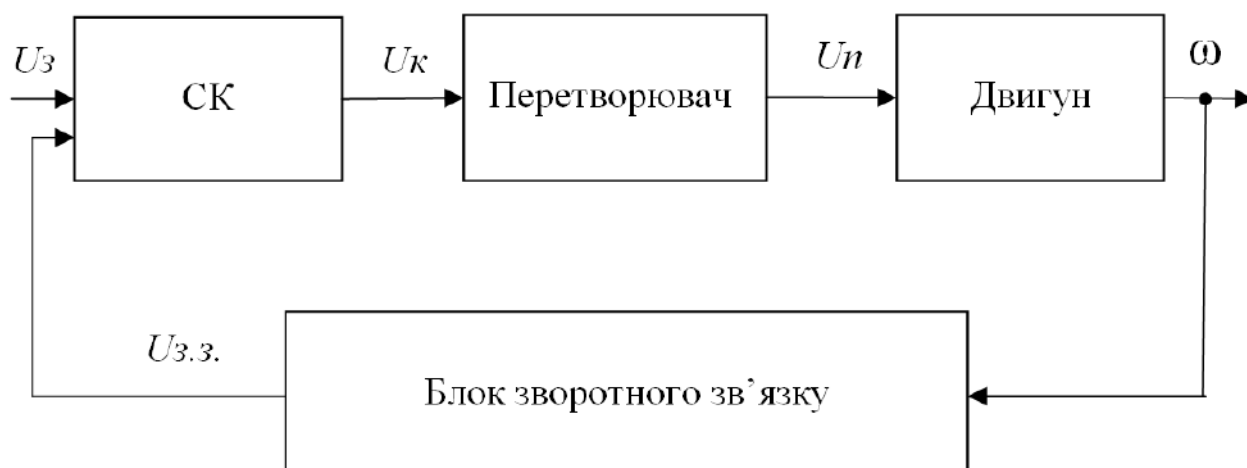 Uз
СК
Uк
Перетворювач
Uп
Двигун
ω
Uз.з.
Блок зворотного зв’язку